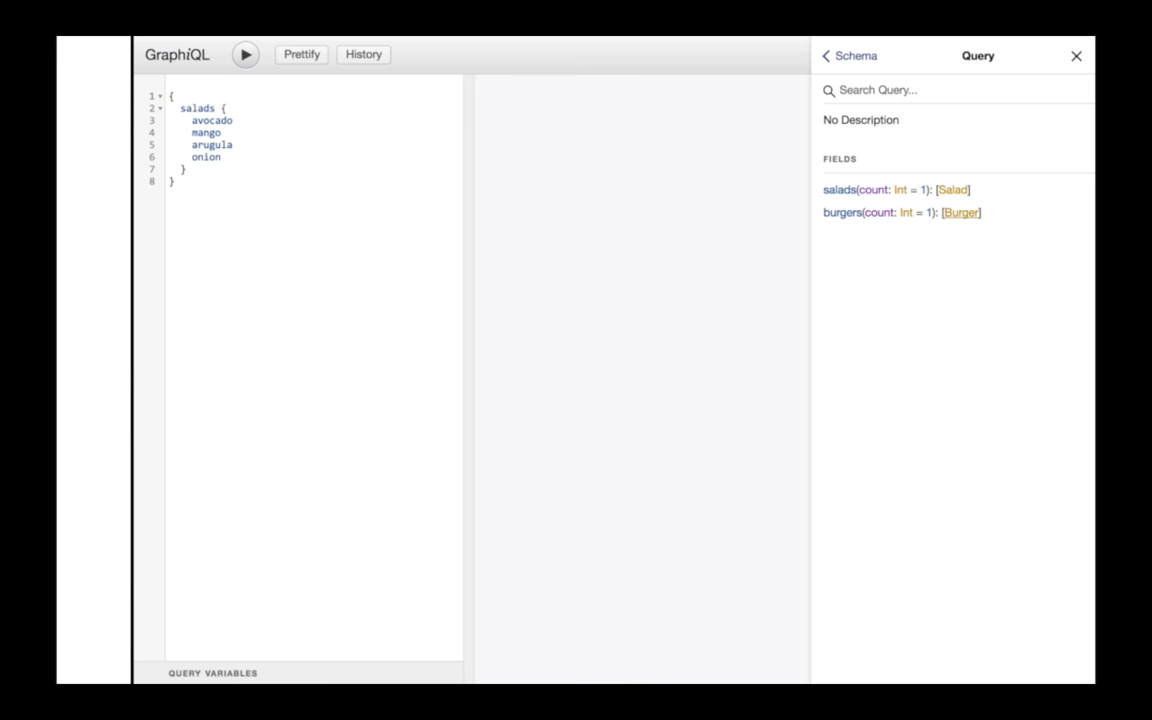 GraphiQL Prettify History
1 {
2 salads {
3 avocado
4 mango
5 arugula
6 onion
7 }
8 }
QUERY VARIABLES
Schema Query
Search Query...
No Description
FIELDS
salads(count: Int = 1): [Salad]
burgers(count: Int = 1): [Burger]